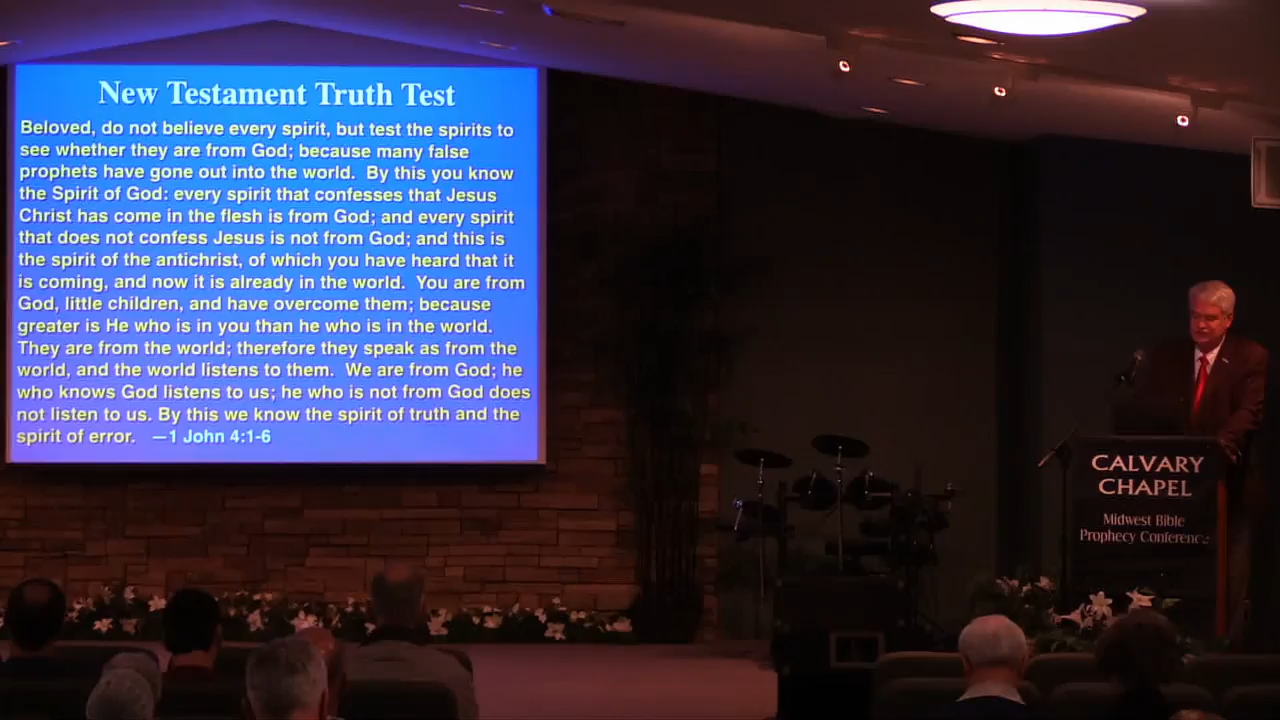 New Testament Truth Test
Beloved, do not believe every spirit, but test the spirits to
see whether they are from God; because many false
prophets have gone out into the world.  By this you know
the Spirit of God: every spirit that confesses that Jesus
Christ has come in the flesh is from God; and every spirit
that does not confess Jesus is not from God; and this is
the spirit of the antichrist, of which you have heard that it
is coming, and now it is already in the world.  You are from
God, little children, and have overcome them; because
greater is He who is in you than he who is in the world.
They are from the world; therefore they speak as from the
world, and the world listens to them.  We are from God; he
who knows God listens to us; he who is not from God does
not listen to us. By this we know the spirit of truth and the
spirit of error.  —1 John 4:1-6
CALVARY
CHAPEL
Midwest Bible
Prophecy Conference